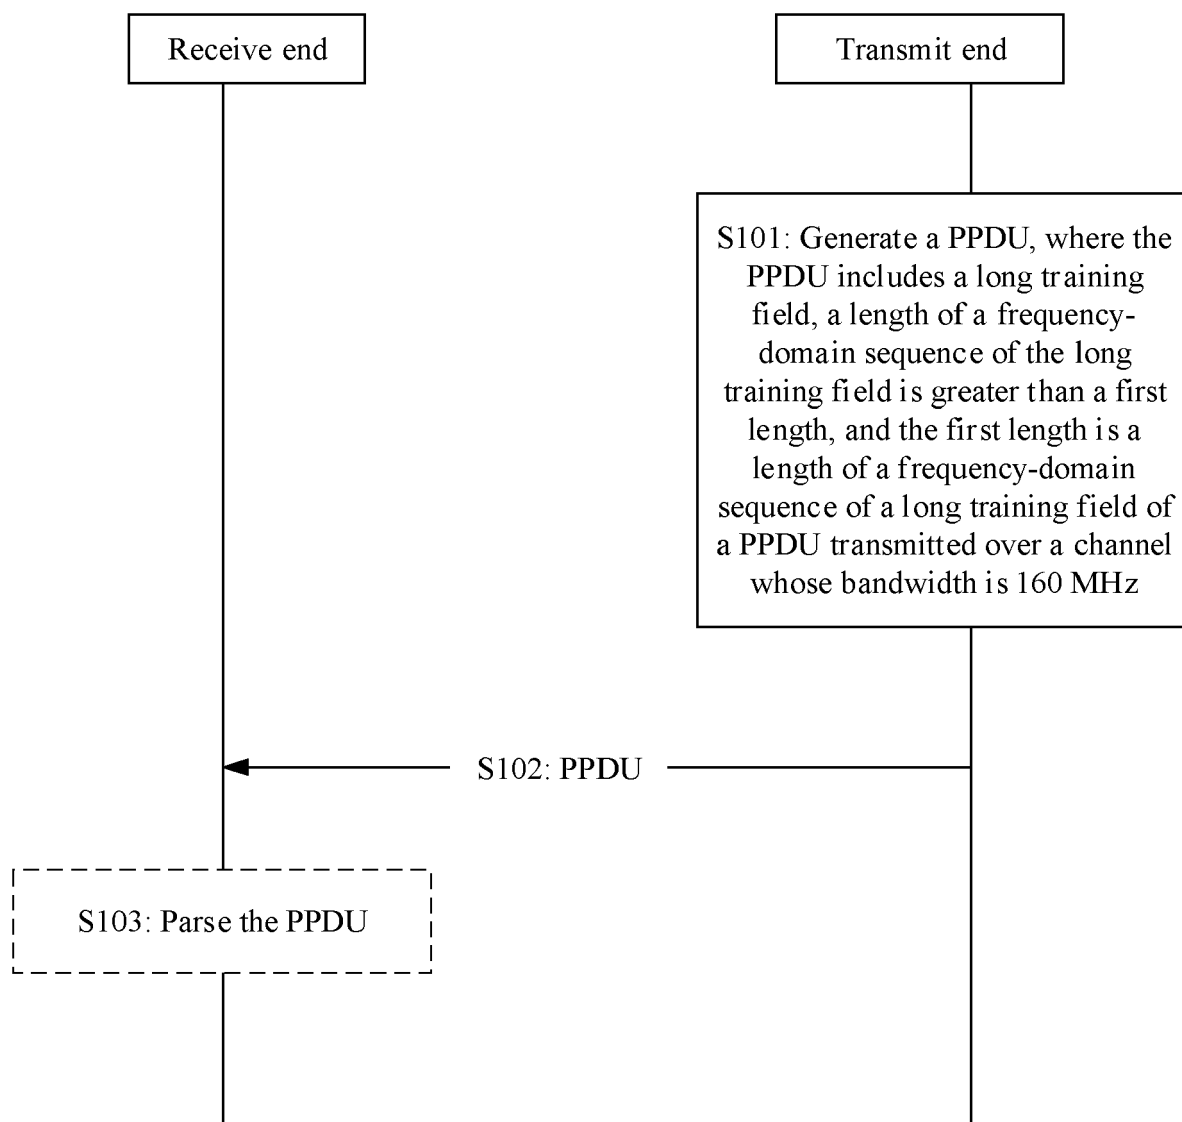 Receive end
Transmit end
S101: Generate a PPDU, where the
PPDU includes a long training
field, a length of a frequency-
domain sequence of the long
training field is greater than a first
length, and the first length is a
length of a frequency-domain
sequence of a long training field of
a PPDU transmitted over a channel
whose bandwidth is 160 MHz
S102: PPDU
S103: Parse the PPDU